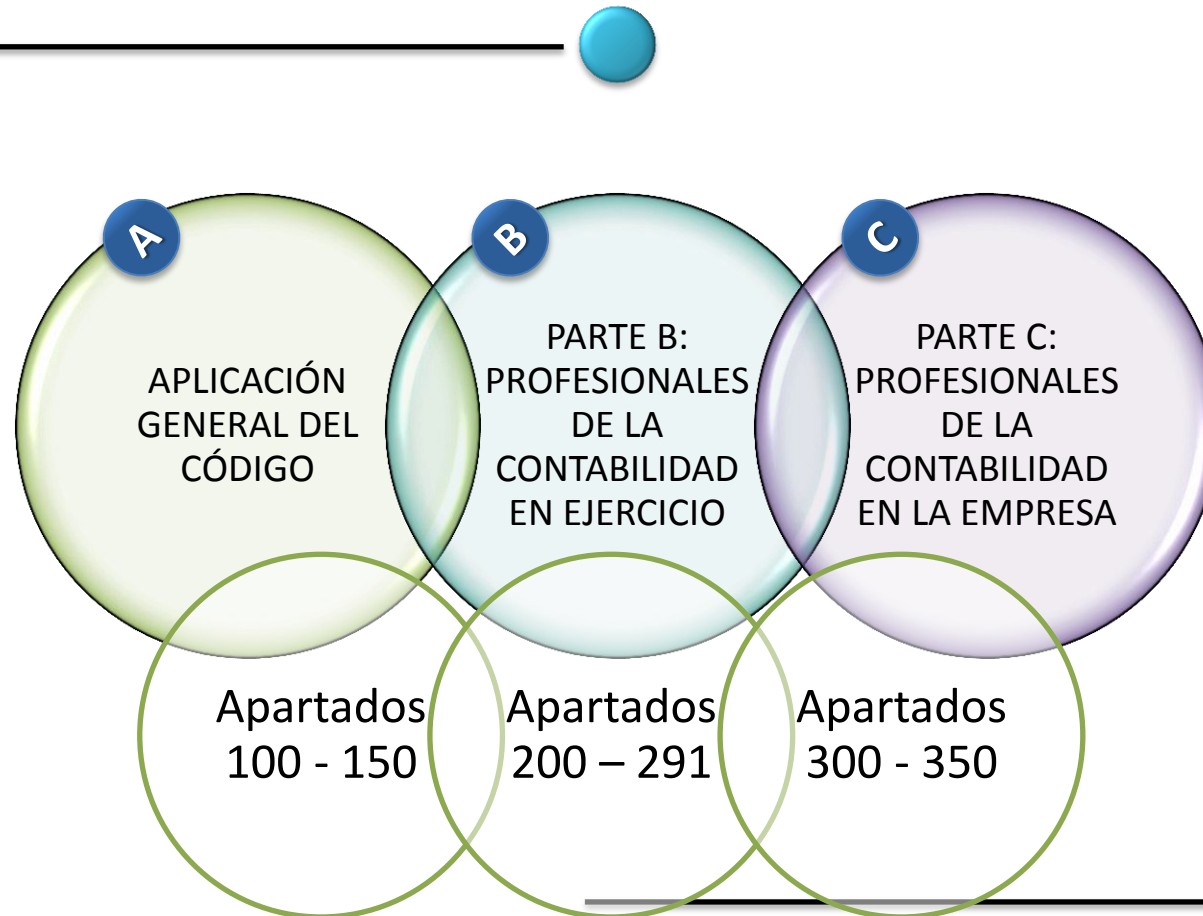 A
APLICACIÓN
GENERAL DEL
CÓDIGO
B
PARTE B:
PROFESIONALES
DE LA
CONTABILIDAD
EN EJERCICIO
C
PARTE C:
PROFESIONALES
DE LA
CONTABILIDAD
EN LA EMPRESA
Apartados
100 - 150
Apartados
200 – 291
Apartados
300 - 350